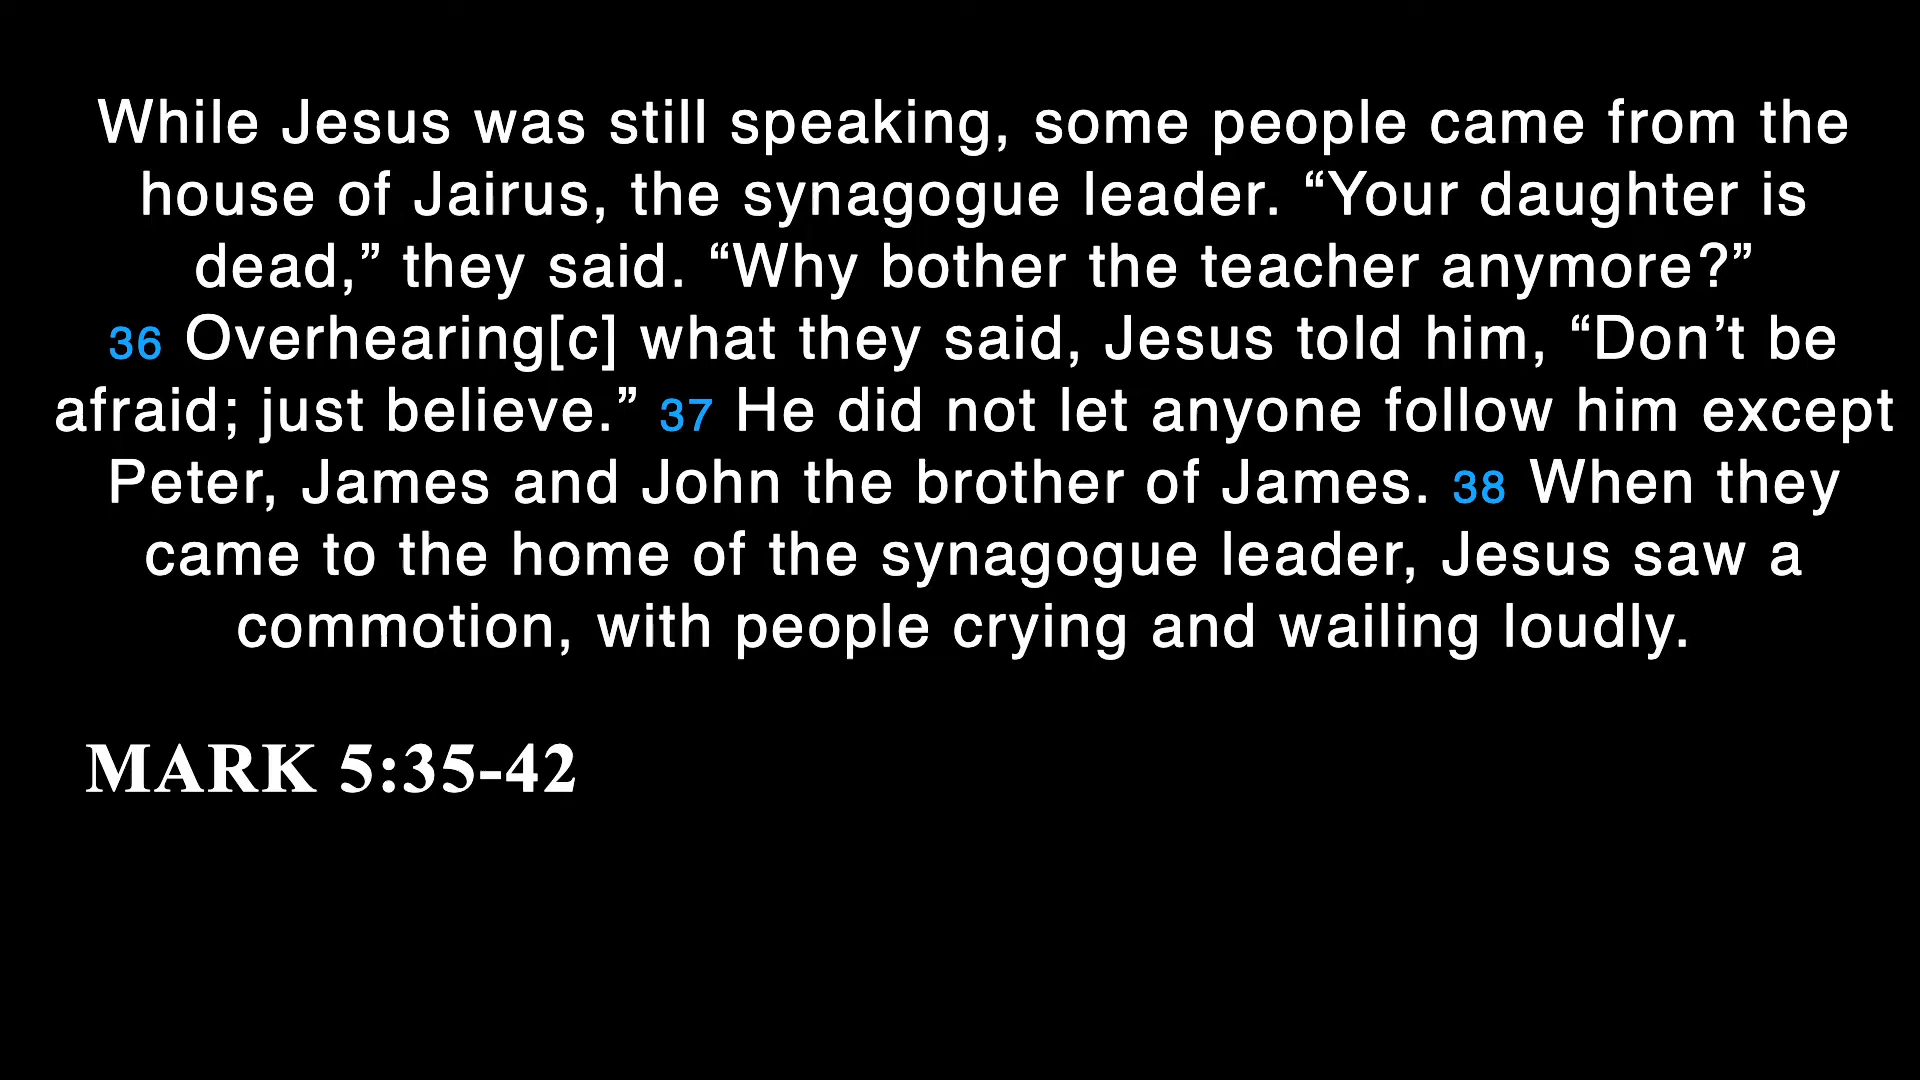 While Jesus was still speaking, some people came from the
house of Jairus, the synagogue leader. “Your daughter is
dead,” they said. “Why bother the teacher anymore?”
36 Overhearing[c] what they said, Jesus told him, “Don’t be
afraid; just believe.” 37 He did not let anyone follow him except
Peter, James and John the brother of James. 38 When they
came to the home of the synagogue leader, Jesus saw a
commotion, with people crying and wailing loudly.
MARK 5:35-42